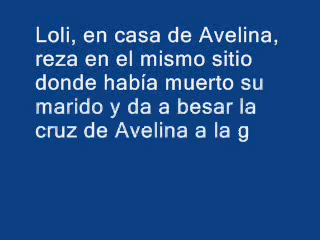 Loli, en casa de Avelina,
reza en el mismo sitio
donde había muerto su
marido y da a besar la
cruz de Avelina a la g